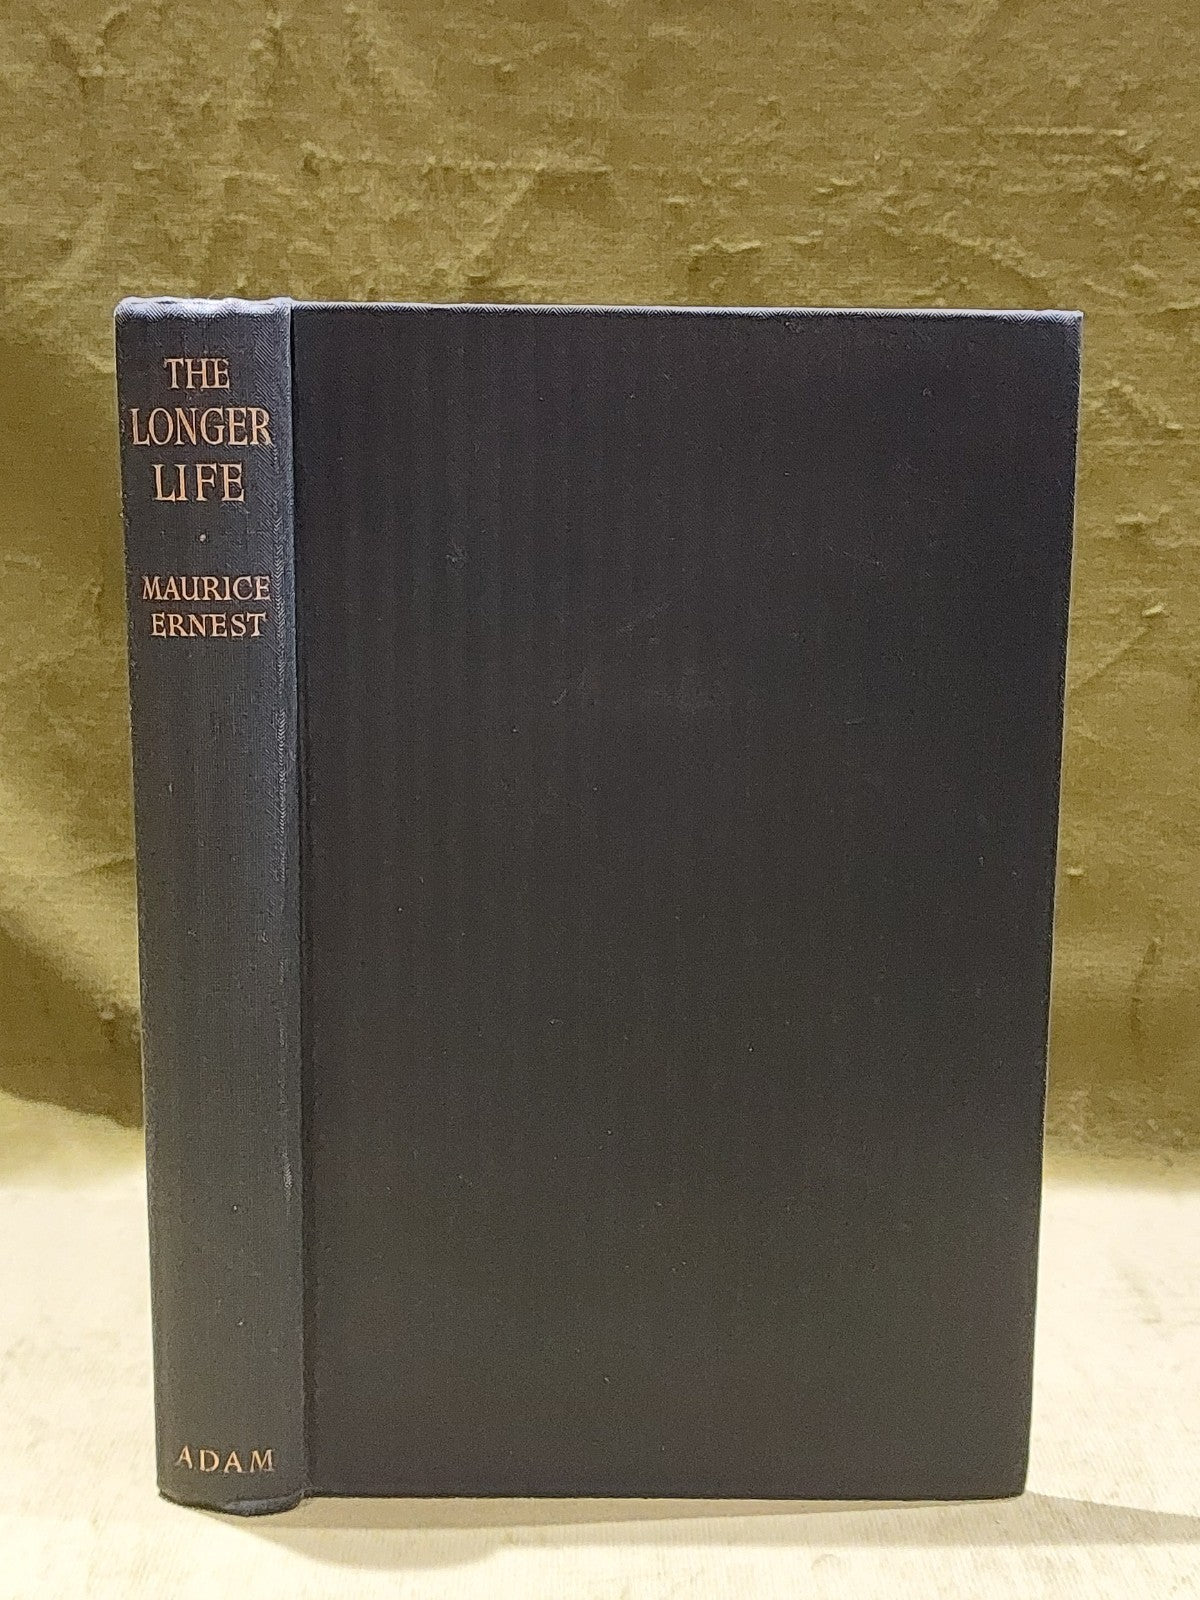 THE
LONGER
LIFE
·
MAURICE
ERNEST
ADAM